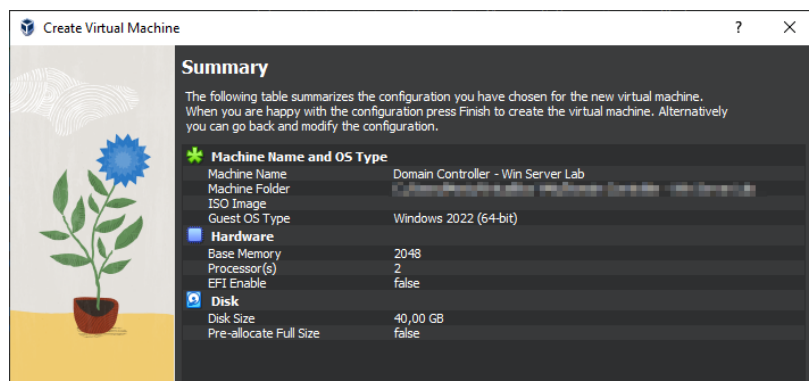 Create Virtual Machine
Summary
The following table summarizes the configuration you have chosen for the new virtual machine.
When you are happy with the configuration press Finish to create the virtual machine. Alternatively
you can go back and modify the configuration.
Machine Name and OS Type
Machine Name Domain Controller - Win Server Lab
Machine Folder
ISO Image
Guest OS Type Windows 2022 (64-bit)
Hardware
Base Memory 2048
Processor(s) 2
EFI Enable false
Disk
Disk Size 40,00 GB
Pre-allocate Full Size false